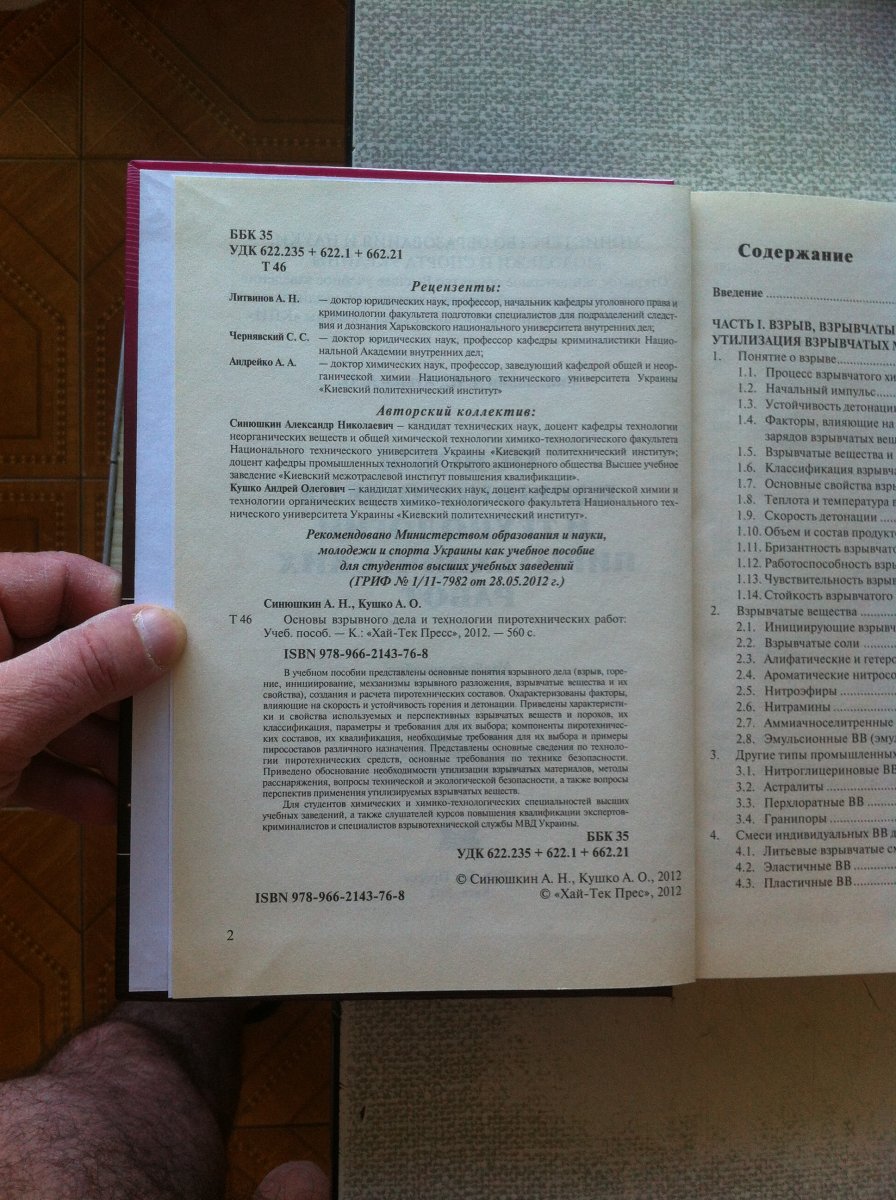 ББК 35
УДК 622.235 + 622.1 + 662.21
Т 46
Рецензенты:
Литвинов А. Н. — доктор юридических наук, профессор, начальник кафедры уголовного права и
криминологии факультета подготовки специалистов для подразделений следст-
вия и дознания Харьковского национального университета внутренних дел;
Чернявский С. С. — доктор юридических наук, профессор кафедры криминалистики Нацио-
нальной Академии внутренних дел;
Андрейко А. А. — доктор химических наук, профессор, заведующий кафедрой общей и неор-
ганической химии Национального технического университета Украины
«Киевский политехнический институт»
Авторский коллектив:
Синюшкин Александр Николаевич — кандидат технических наук, доцент кафедры технологии
неорганических веществ и общей химической технологии химико-технологического факультета
Национального технического университета Украины «Киевский политехнический институт»;
доцент кафедры промышленных технологий Открытого акционерного общества Высшее учебное
заведение «Киевский межотраслевой институт повышения квалификации».
Кушко Андрей Олегович — кандидат химических наук, доцент кафедры органической химии и
технологии органических веществ химико-технологического факультета Национального тех-
нического университета Украины «Киевский политехнический институт».
Рекомендовано Министерством образования и науки,
молодежи и спорта Украины как учебное пособие
для студентов высших учебных заведений
(ГРИФ № 1/11-7982 от 28.05.2012 г.)
Синюшкин А. Н., Кушко А. О.
Т 46 Основы взрывного дела и технологии пиротехнических работ:
Учеб. пособ. — К.: «Хай-Тек Пресс», 2012. — 560 с.
ISBN 978-966-2143-76-8
В учебном пособии представлены основные понятия взрывного дела (взрыв, горе-
ние, инициирование, механизмы взрывного разложения, взрывчатые вещества и их
свойства), создания и расчета пиротехнических составов. Охарактеризованы факторы,
влияющие на скорость и устойчивость горения и детонации. Приведены характеристи-
ки и свойства используемых и перспективных взрывчатых веществ и порохов, их
классификация, параметры и требования для их выбора; компоненты пиротехничес-
ких составов, их квалификация, необходимые требования для их выбора и примеры
пиросоставов различного назначения. Представлены основные сведения по техноло-
гии пиротехнических средств, основные требования по технике безопасности.
Приведено обоснование необходимости утилизации взрывчатых материалов, методы
расснаряжения, вопросы технической и экологической безопасности, а также вопросы
перспектив применения утилизируемых взрывчатых веществ.
Для студентов химических и химико-технологических специальностей высших
учебных заведений, а также слушателей курсов повышения квалификации экспертов-
криминалистов и специалистов взрывотехнической службы МВД Украины.
ББК 35
УДК 622.235 + 622.1 + 662.21
© Синюшкин А. Н., Кушко А. О., 2012
ISBN 978-966-2143-76-8 © «Хай-Тек Прес», 2012
2
Содержание
Введение
ЧАСТЬ I. ВЗРЫВ, ВЗРЫВЧАТЫ
УТИЛИЗАЦИЯ ВЗРЫВЧАТЫХ М
1. Понятие о взрыве
1.1. Процесс взрывчатого хи
1.2. Начальный импульс
1.3. Устойчивость детонаци
1.4. Факторы, влияющие на
зарядов взрывчатых вещ
1.5. Взрывчатые вещества и
1.6. Классификация взрывча
1.7. Основные свойства взры
1.8. Теплота и температура в
1.9. Скорость детонации
1.10. Объем и состав продукт
1.11. Бризантность взрывчато
1.12. Работоспособность взры
1.13. Чувствительность взрыв
1.14. Стойкость взрывчатого
2. Взрывчатые вещества
2.1. Инициирующие взрывч
2.2. Взрывчатые соли
2.3. Алифатические и гетеро
2.4. Ароматические нитросо
2.5. Нитроэфиры
2.6. Нитрамины
2.7. Аммиачноселитренные
2.8. Эмульсионные ВВ (эмул
3. Другие типы промышленных
3.1. Нитроглицериновые ВВ
3.2. Астралиты
3.3. Перхлоратные ВВ
3.4. Гранипоры
4. Смеси индивидуальных ВВ д
4.1. Литьевые взрывчатые см
4.2. Эластичные ВВ
4.3. Пластичные ВВ